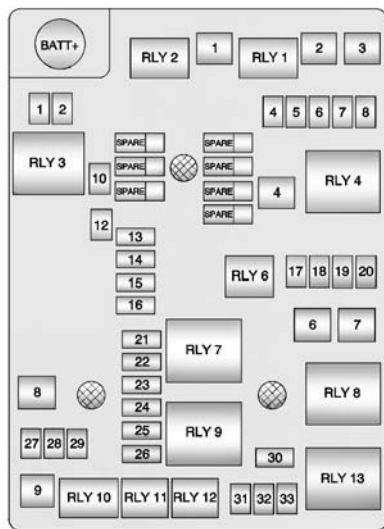 BATT+
RLY 2
1
RLY 1
2
3
1
2
4
5
6
7
8
RLY 3
SPARE
SPARE
SPARE
10
SPARE
SPARE
SPARE
SPARE
4
RLY 4
12
13
14
15
16
RLY 6
17
18
19
20
6
7
21
22
23
24
25
26
RLY 7
RLY 9
8
RLY 8
27
28
29
30
9
RLY 10
RLY 11
RLY 12
31
32
33
RLY 13